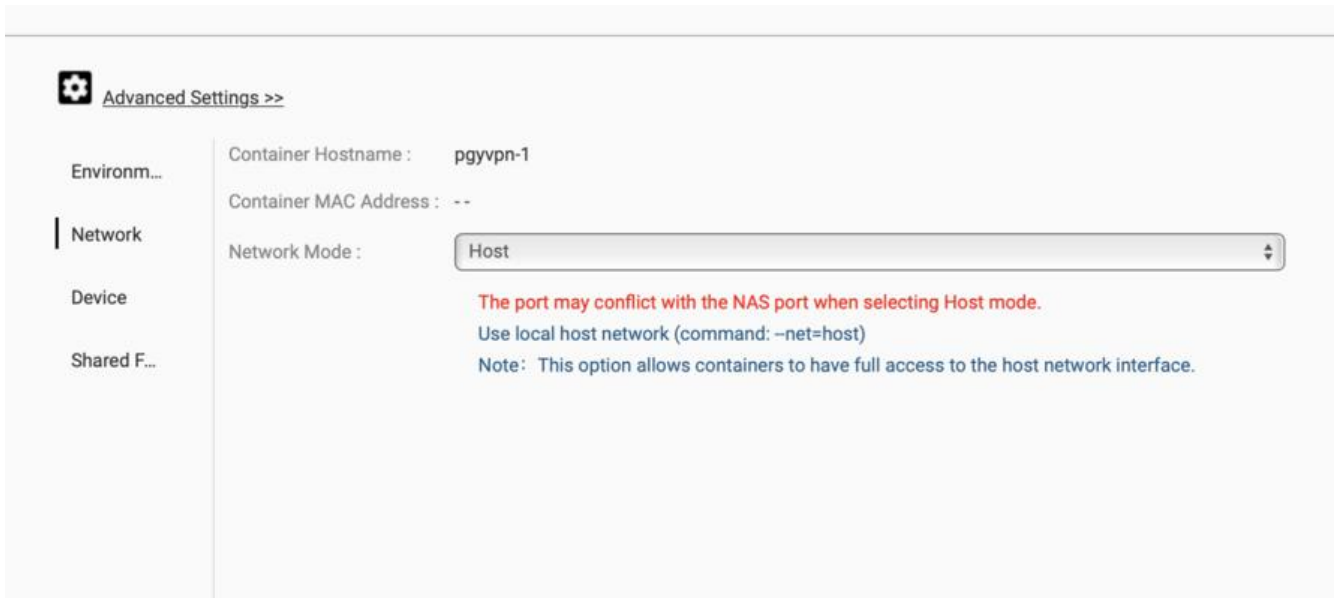 Advanced Settings >>
Environm...
Network
Device
Shared F...
Container Hostname : pgyvpn-1
Container MAC Address : - -
Network Mode : Host
The port may conflict with the NAS port when selecting Host mode.
Use local host network (command: --net=host)
Note：This option allows containers to have full access to the host network interface.